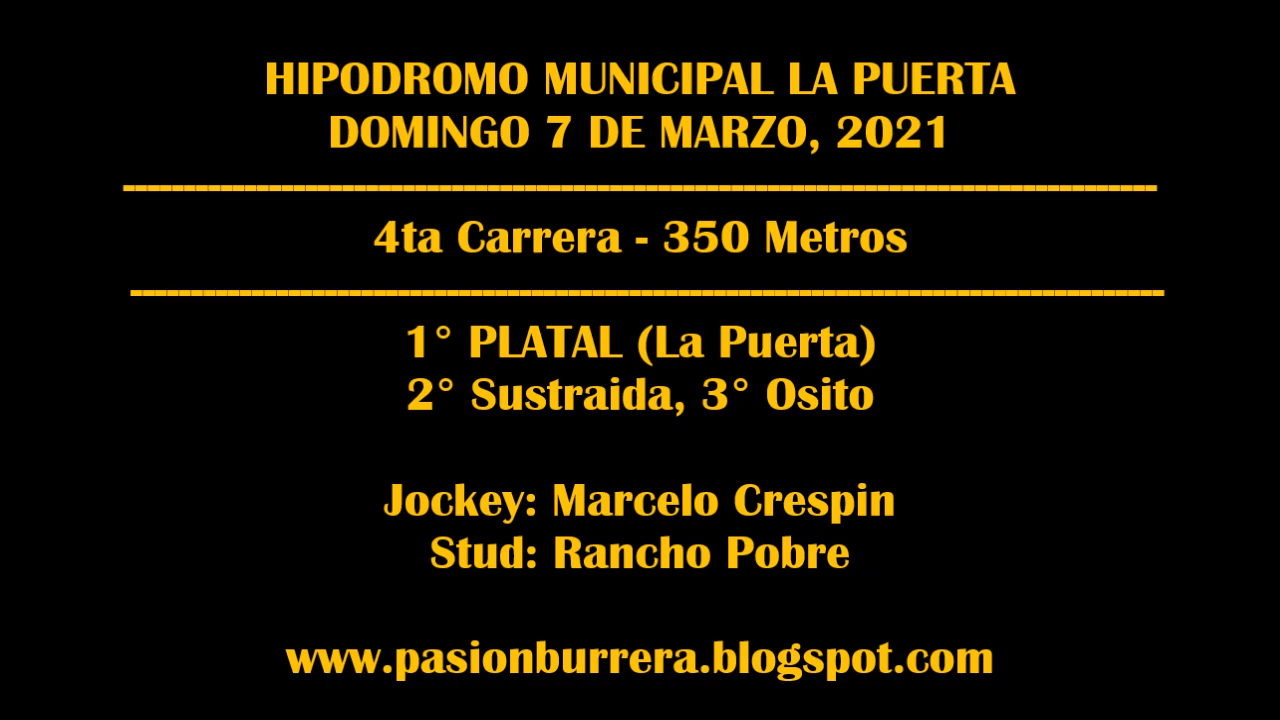 HIPODROMO MUNICIPAL LA PUERTA
DOMINGO 7 DE MARZO, 2021
4ta Carrera - 350 Metros
1° PLATAL (La Puerta)
2° Sustraida, 3° Osito
Jockey: Marcelo Crespin
Stud: Rancho Pobre
www.pasionburrera.blogspot.com